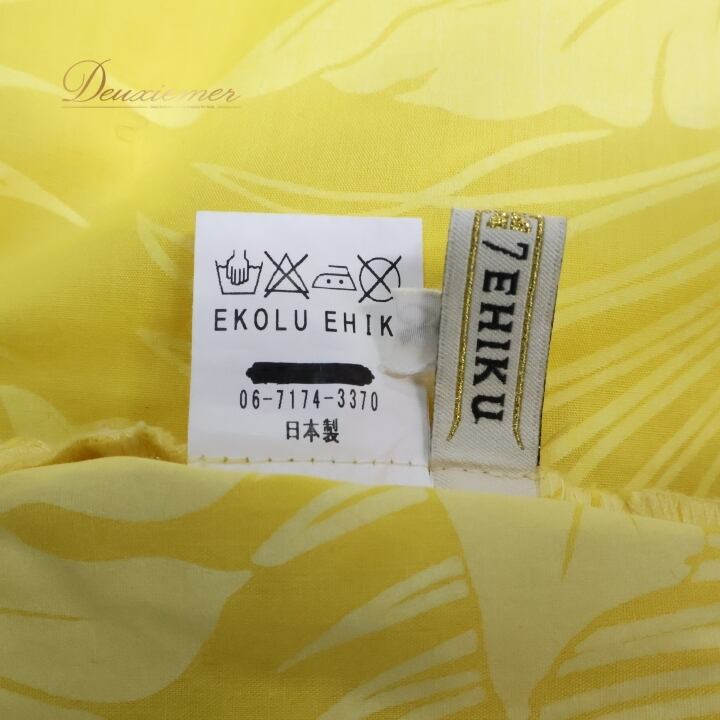 Deuxiemer
EKOLU EHIK
06-7174-3370
日本製
7EHIKU